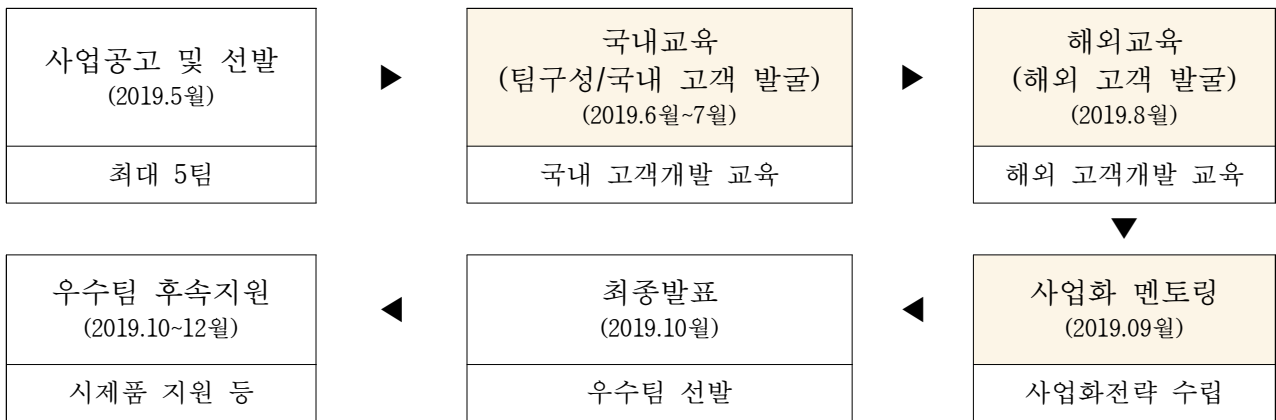 사업공고 및 선발
(2019.5월)
최대 5팀
▶
국내교육
(팀구성/국내 고객 발굴)
(2019.6월~7월)
국내 고객개발 교육
▶
해외교육
(해외 고객 발굴)
(2019.8월)
해외 고객개발 교육
▼
사업화 멘토링
(2019.09월)
사업화전략 수립
◀
최종발표
(2019.10월)
우수팀 선발
◀
우수팀 후속지원
(2019.10~12월)
시제품 지원 등